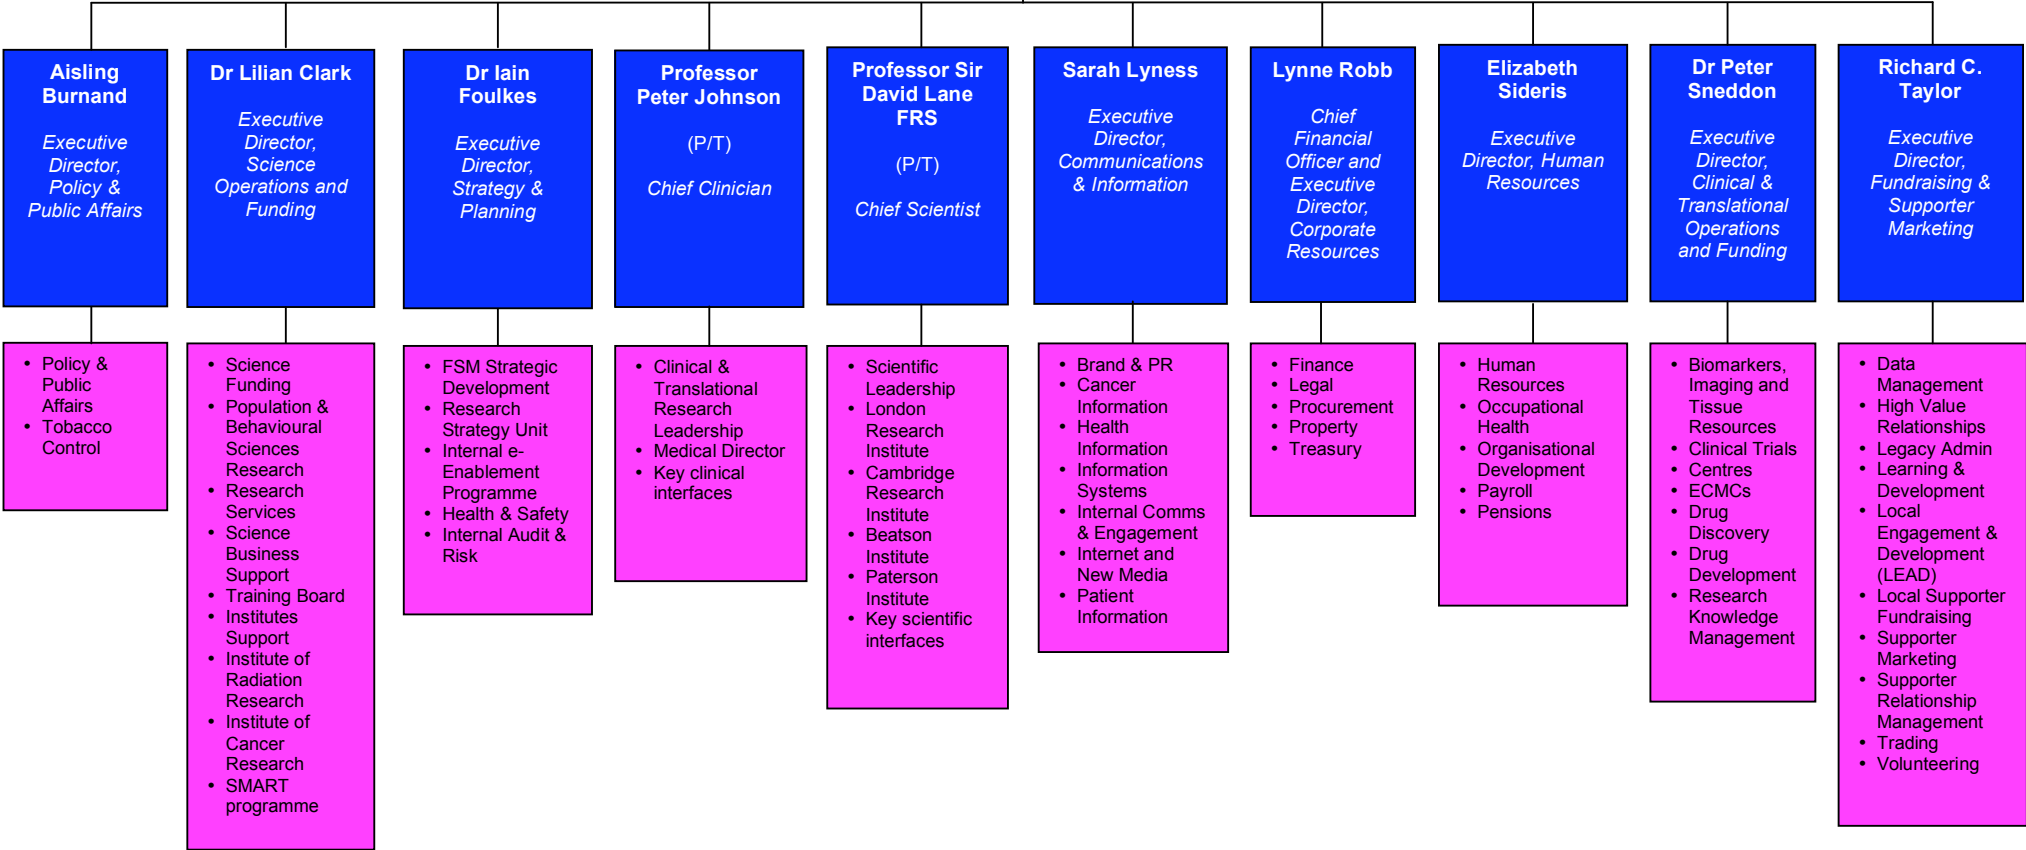 Aisling
Burnand
Executive
Director,
Policy &
Public Affairs
• Policy &
Public
Affairs
• Tobacco
Control
Dr Lilian Clark
Executive
Director,
Science
Operations and
Funding
• Science
Funding
• Population &
Behavioural
Sciences
Research
• Research
Services
• Science
Business
Support
• Training Board
• Institutes
Support
• Institute of
Radiation
Research
• Institute of
Cancer
Research
• SMART
programme
Dr Iain
Foulkes
Executive
Director,
Strategy &
Planning
• FSM Strategic
Development
• Research
Strategy Unit
• Internal e-
Enablement
Programme
• Health & Safety
• Internal Audit &
Risk
Professor
Peter Johnson
(P/T)
Chief Clinician
• Clinical &
Translational
Research
Leadership
• Medical Director
• Key clinical
interfaces
Professor Sir
David Lane
FRS
(P/T)
Chief Scientist
• Scientific
Leadership
• London
Research
Institute
• Cambridge
Research
Institute
• Beatson
Institute
• Paterson
Institute
• Key scientific
interfaces
Sarah Lyness
Executive
Director,
Communications
& Information
• Brand & PR
• Cancer
Information
• Health
Information
• Information
Systems
• Internal Comms
& Engagement
• Internet and
New Media
• Patient
Information
Lynne Robb
Chief
Financial
Officer and
Executive
Director,
Corporate
Resources
• Finance
• Legal
• Procurement
• Property
• Treasury
Elizabeth
Sideris
Executive
Director, Human
Resources
• Human
Resources
• Occupational
Health
• Organisational
Development
• Payroll
• Pensions
Dr Peter
Sneddon
Executive
Director,
Clinical &
Translational
Operations
and Funding
• Biomarkers,
Imaging and
Tissue
Resources
• Clinical Trials
• Centres
• ECMCs
• Drug
Discovery
• Drug
Development
• Research
Knowledge
Management
Richard C.
Taylor
Executive
Director,
Fundraising &
Supporter
Marketing
• Data
Management
• High Value
Relationships
• Legacy Admin
• Learning &
Development
• Local
Engagement &
Development
(LEAD)
• Local Supporter
Fundraising
• Supporter
Marketing
• Supporter
Relationship
Management
• Trading
• Volunteering